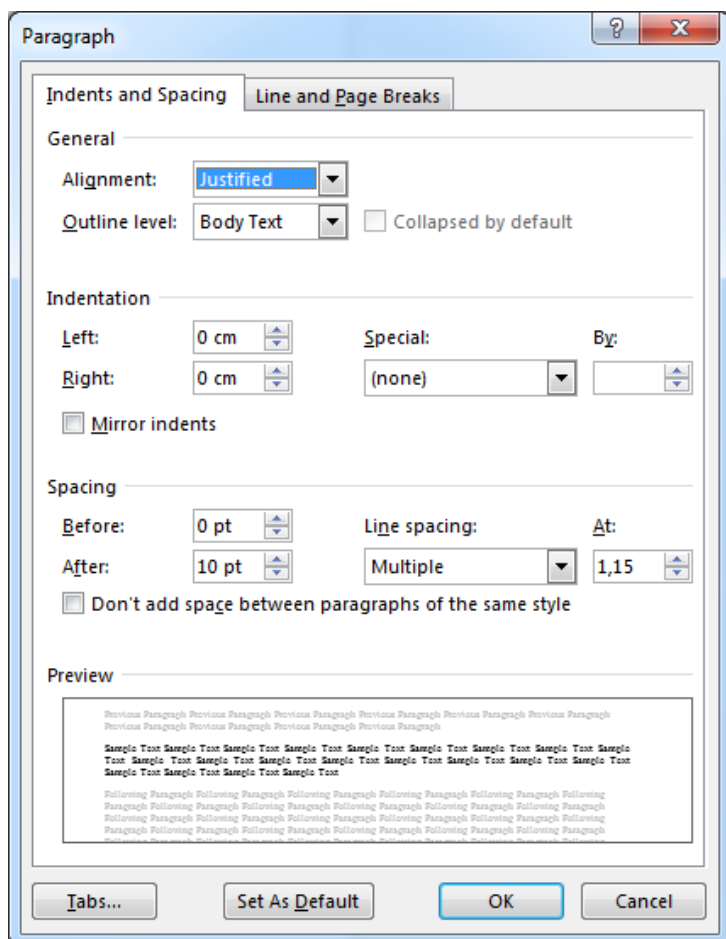 Paragraph
Indents and Spacing
Line and Page Breaks
General
Alignment: Justified
Outline level: Body Text Collapsed by default
Indentation
Left: 0 cm Special: By:
Right: 0 cm (none)
Mirror indents
Spacing
Before: 0 pt Line spacing: At:
After: 10 pt Multiple 1,15
Don't add space between paragraphs of the same style
Preview
Previous Paragraph Previous Paragraph Previous Paragraph Previous Paragraph Previous Paragraph Previous Paragraph
Previous Paragraph Previous Paragraph Previous Paragraph Previous Paragraph
Sample Text Sample Text Sample Text Sample Text Sample Text Sample Text Sample Text Sample Text Sample
Text Sample Text Sample Text Sample Text Sample Text Sample Text Sample Text Sample Text Sample Text
Sample Text Sample Text Sample Text Sample Text
Following Paragraph Following Paragraph Following Paragraph Following Paragraph Following
Paragraph Following Paragraph Following Paragraph Following Paragraph Following Paragraph
Following Paragraph Following Paragraph Following Paragraph Following Paragraph Following
Paragraph Following Paragraph Following Paragraph Following Paragraph Following Paragraph
Tabs... Set As Default OK Cancel